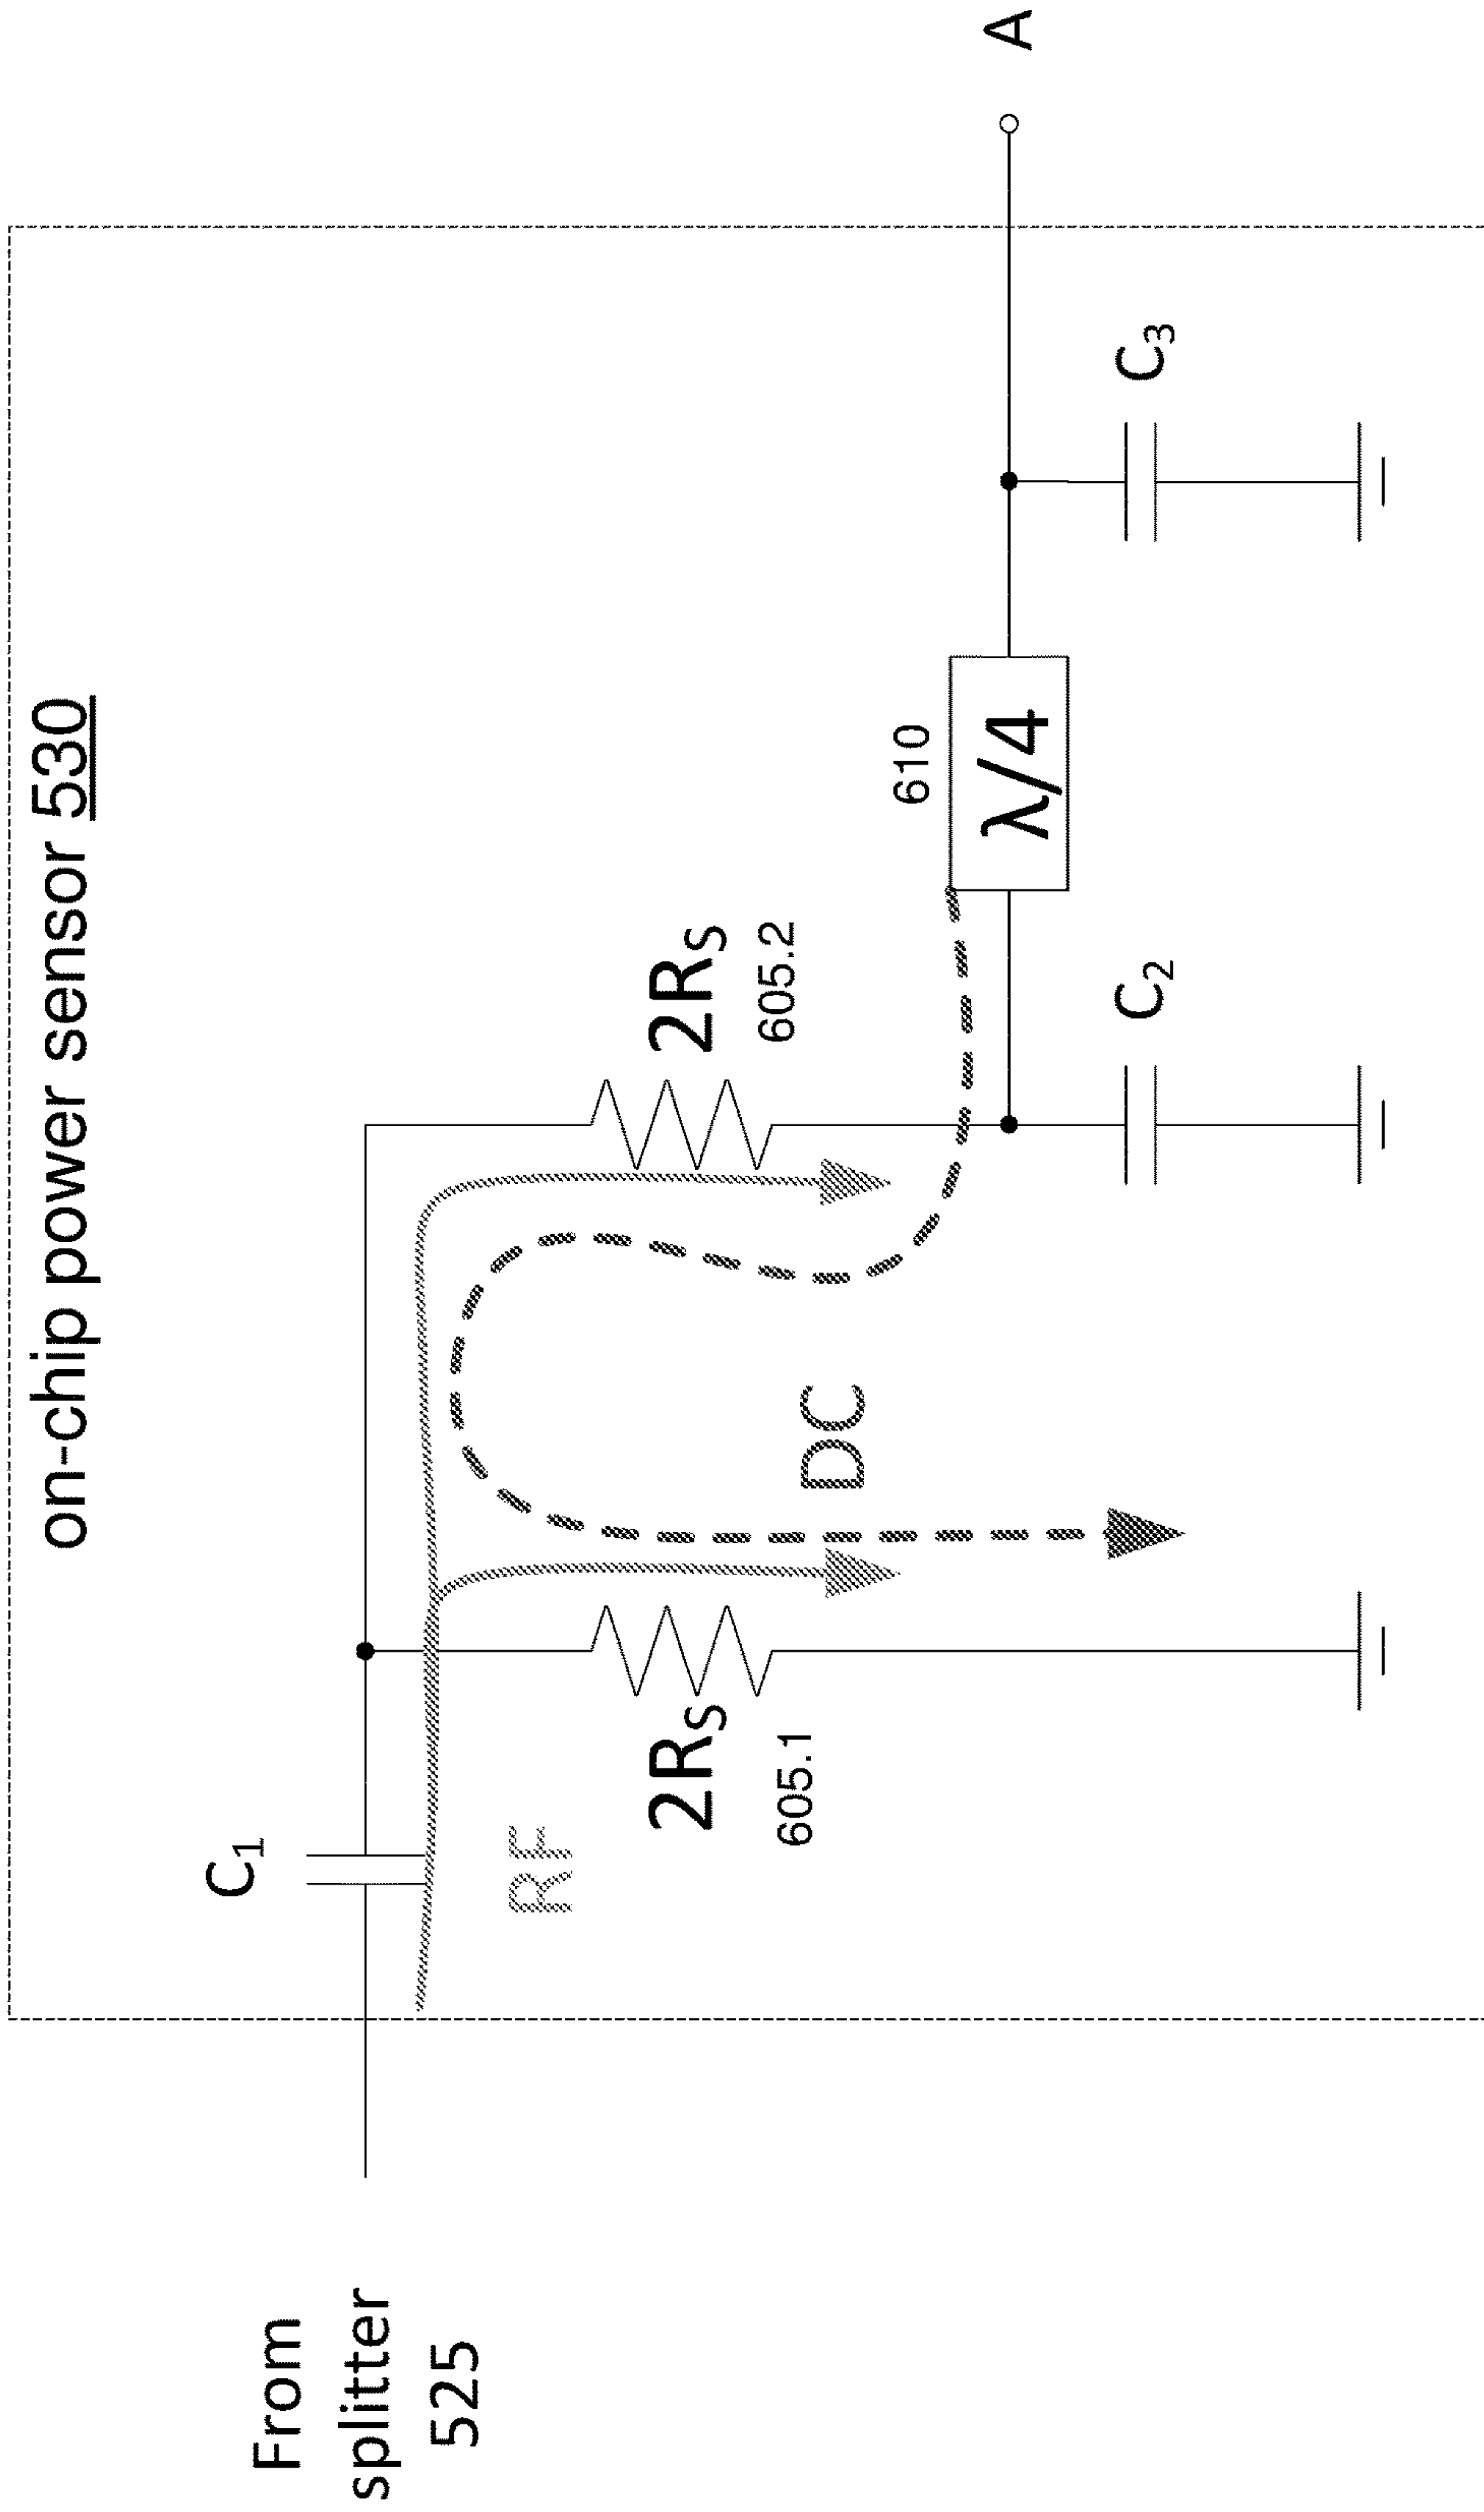 on-chip power sensor 530
From
splitter
525
C1
RF
2RS
605.1
DC
2RS
605.2
C2
610
λ/4
C3
A